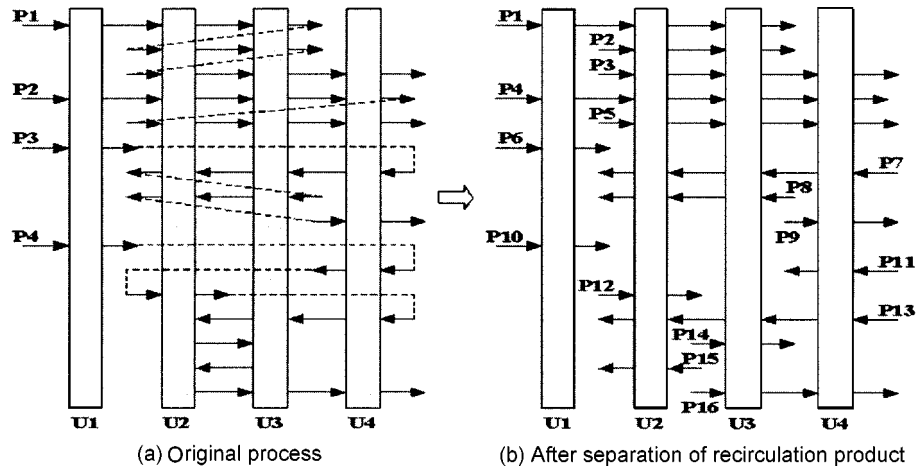 P1
P2
P3
P4
U1 U2 U3 U4
(a) Original process
P1
P2
P3
P4
P5
P6
P7
P8
P9
P10
P11
P12
P13
P14
P15
P16
U1 U2 U3 U4
(b) After separation of recirculation product